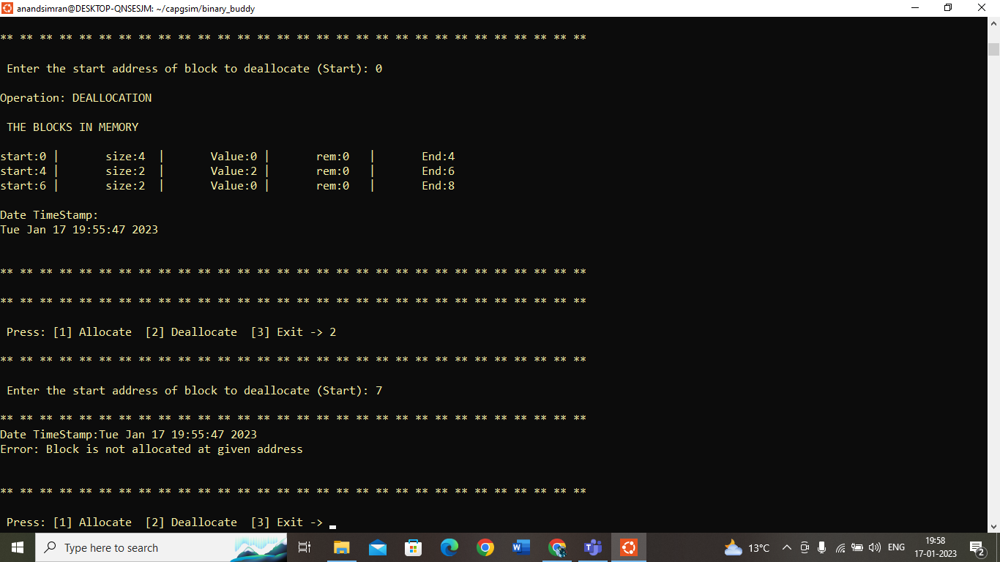 anandsimran@DESKTOP-QNSESJM: ~/capgsim/binary_buddy
** ** ** ** ** ** ** ** ** ** ** ** ** ** ** ** ** ** ** ** ** ** ** ** ** ** ** ** ** **
Enter the start address of block to deallocate (Start): 0
Operation: DEALLOCATION
THE BLOCKS IN MEMORY
start:0 | size:4 | Value:0 | rem:0 | End:4
start:4 | size:2 | Value:2 | rem:0 | End:6
start:6 | size:2 | Value:0 | rem:0 | End:8
Date TimeStamp:
Tue Jan 17 19:55:47 2023
** ** ** ** ** ** ** ** ** ** ** ** ** ** ** ** ** ** ** ** ** ** ** ** ** ** ** ** ** **
** ** ** ** ** ** ** ** ** ** ** ** ** ** ** ** ** ** ** ** ** ** ** ** ** ** ** ** ** **
Press: [1] Allocate [2] Deallocate [3] Exit -> 2
** ** ** ** ** ** ** ** ** ** ** ** ** ** ** ** ** ** ** ** ** ** ** ** ** ** ** ** ** **
Enter the start address of block to deallocate (Start): 7
** ** ** ** ** ** ** ** ** ** ** ** ** ** ** ** ** ** ** ** ** ** ** ** ** ** ** ** ** **
Date TimeStamp:Tue Jan 17 19:55:47 2023
Error: Block is not allocated at given address
** ** ** ** ** ** ** ** ** ** ** ** ** ** ** ** ** ** ** ** ** ** ** ** ** ** ** ** ** **
Press: [1] Allocate [2] Deallocate [3] Exit ->
Type here to search
13°C
ENG
19:58
17-01-2023
2